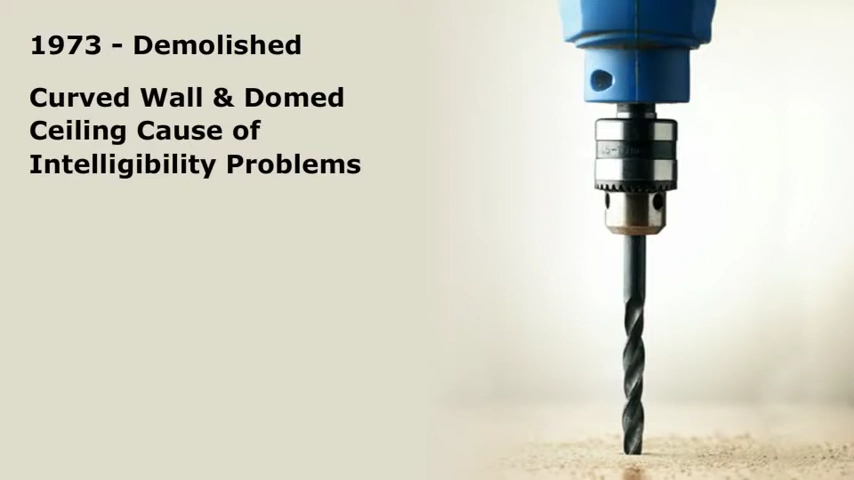 1973 - Demolished
Curved Wall & Domed
Ceiling Cause of
Intelligibility Problems